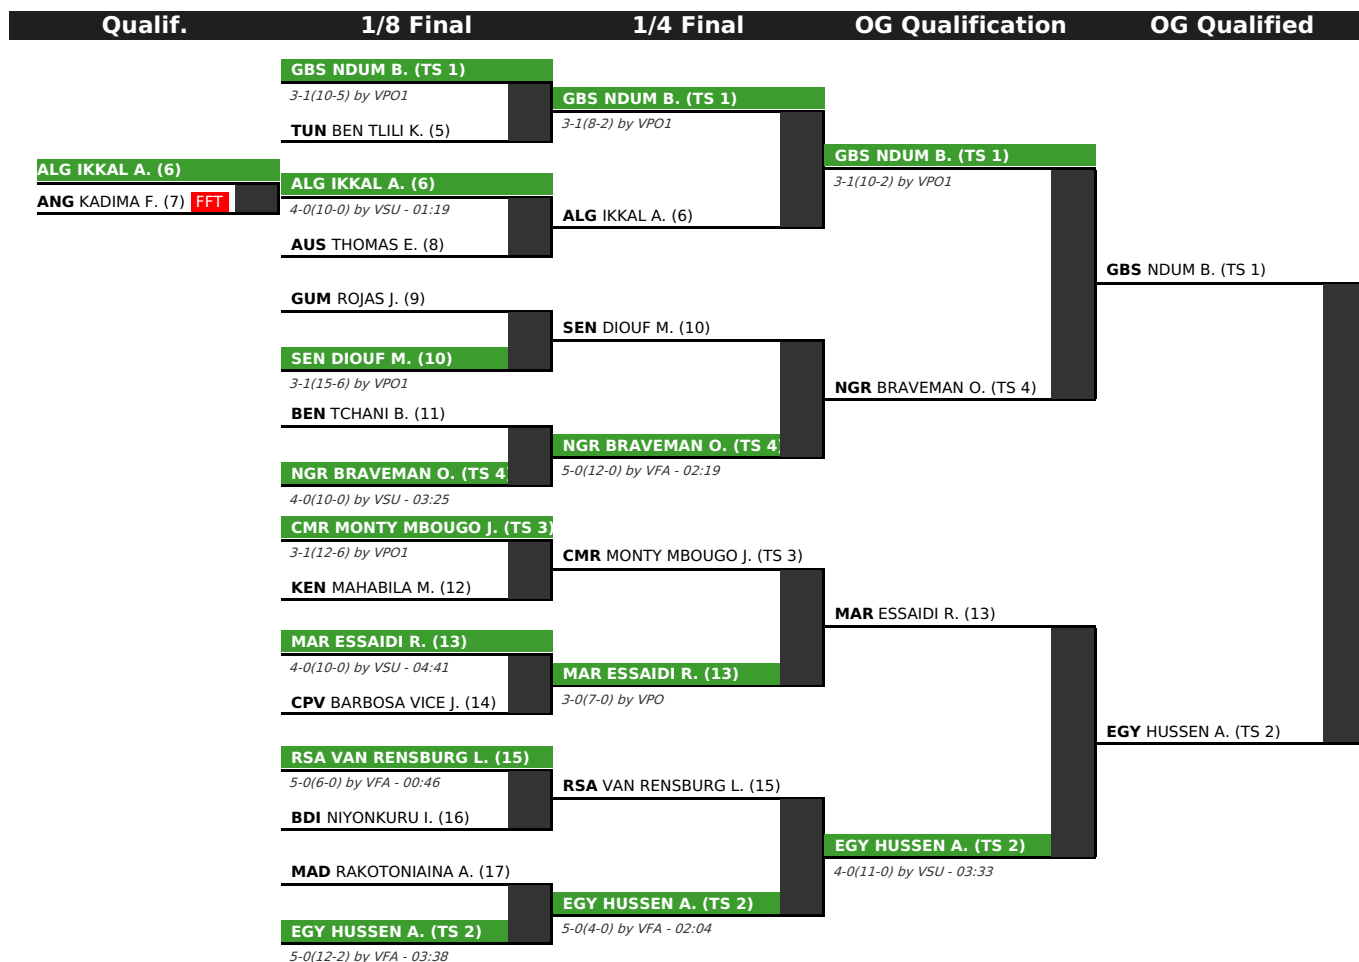 Qualif.
1/8 Final
1/4 Final
OG Qualification
OG Qualified
ALG IKKAL A. (6)
ANG KADIMA F. (7) FFT
GBS NDUM B. (TS 1)
3-1(10-5) by VPO1
TUN BEN TLILI K. (5)
ALG IKKAL A. (6)
4-0(10-0) by VSU - 01:19
AUS THOMAS E. (8)
GUM ROJAS J. (9)
SEN DIOUF M. (10)
3-1(15-6) by VPO1
BEN TCHANI B. (11)
NGR BRAVEMAN O. (TS 4)
4-0(10-0) by VSU - 03:25
CMR MONTY MBOUGO J. (TS 3)
3-1(12-6) by VPO1
KEN MAHABILA M. (12)
MAR ESSAIDI R. (13)
4-0(10-0) by VSU - 04:41
CPV BARBOSA VICE J. (14)
RSA VAN RENSBURG L. (15)
5-0(6-0) by VFA - 00:46
BDI NIYONKURU I. (16)
MAD RAKOTONIAINA A. (17)
EGY HUSSEN A. (TS 2)
5-0(12-2) by VFA - 03:38
GBS NDUM B. (TS 1)
3-1(8-2) by VPO1
ALG IKKAL A. (6)
SEN DIOUF M. (10)
NGR BRAVEMAN O. (TS 4)
5-0(12-0) by VFA - 02:19
CMR MONTY MBOUGO J. (TS 3)
MAR ESSAIDI R. (13)
3-0(7-0) by VPO
RSA VAN RENSBURG L. (15)
EGY HUSSEN A. (TS 2)
5-0(4-0) by VFA - 02:04
GBS NDUM B. (TS 1)
3-1(10-2) by VPO1
NGR BRAVEMAN O. (TS 4)
MAR ESSAIDI R. (13)
EGY HUSSEN A. (TS 2)
4-0(11-0) by VSU - 03:33
GBS NDUM B. (TS 1)
EGY HUSSEN A. (TS 2)